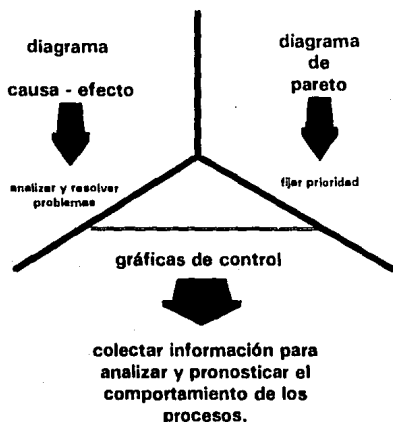 diagrama
causa - efecto
analizar y resolver
problemas
diagrama
de
pareto
fijar prioridad
gráficas de control
colectar información para
analizar y pronosticar el
comportamiento de los
procesos.